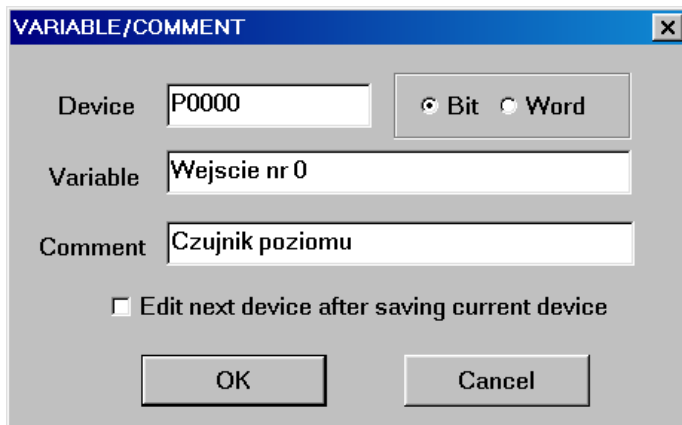 VARIABLE/COMMENT
Device P0000 Bit Word
Variable Wejscie nr 0
Comment Czujnik poziomu
Edit next device after saving current device
OK Cancel